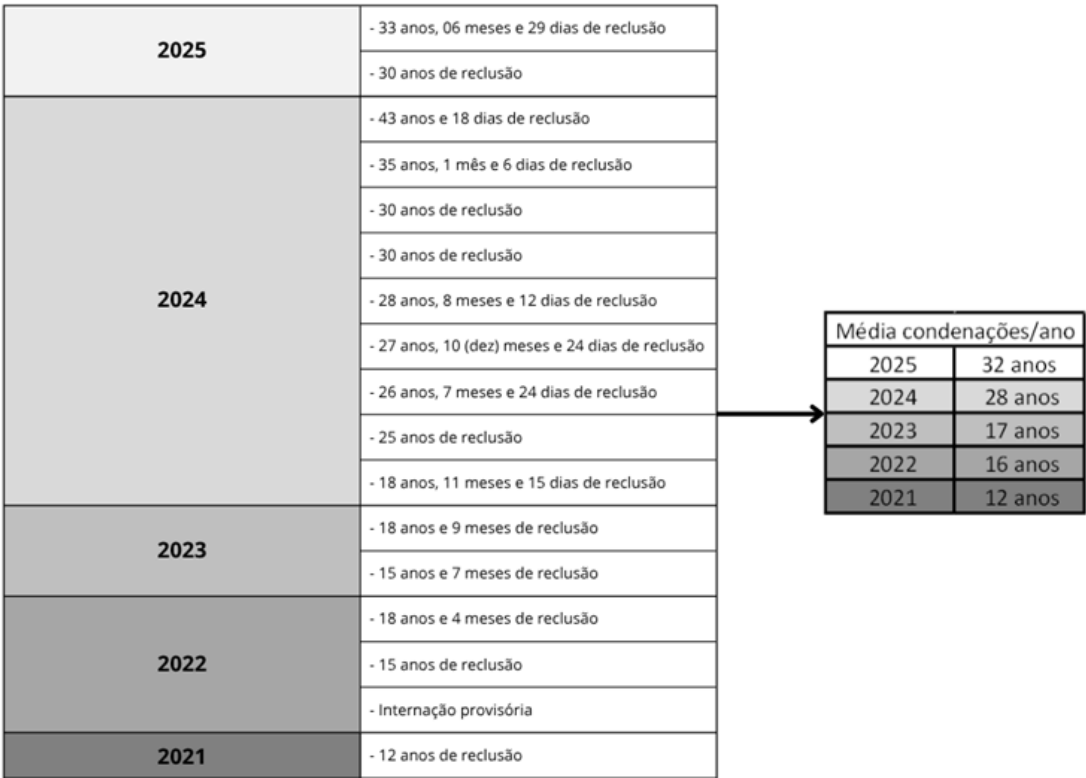 2025
- 33 anos, 06 meses e 29 dias de reclusão
- 30 anos de reclusão
2024
- 43 anos e 18 dias de reclusão
- 35 anos, 1 mês e 6 dias de reclusão
- 30 anos de reclusão
- 30 anos de reclusão
- 28 anos, 8 meses e 12 dias de reclusão
- 27 anos, 10 (dez) meses e 24 dias de reclusão
- 26 anos, 7 meses e 24 dias de reclusão
- 25 anos de reclusão
- 18 anos, 11 meses e 15 dias de reclusão
2023
- 18 anos e 9 meses de reclusão
- 15 anos e 7 meses de reclusão
2022
- 18 anos e 4 meses de reclusão
- 15 anos de reclusão
- Internação provisória
2021
- 12 anos de reclusão
Média condenações/ano
2025 32 anos
2024 28 anos
2023 17 anos
2022 16 anos
2021 12 anos